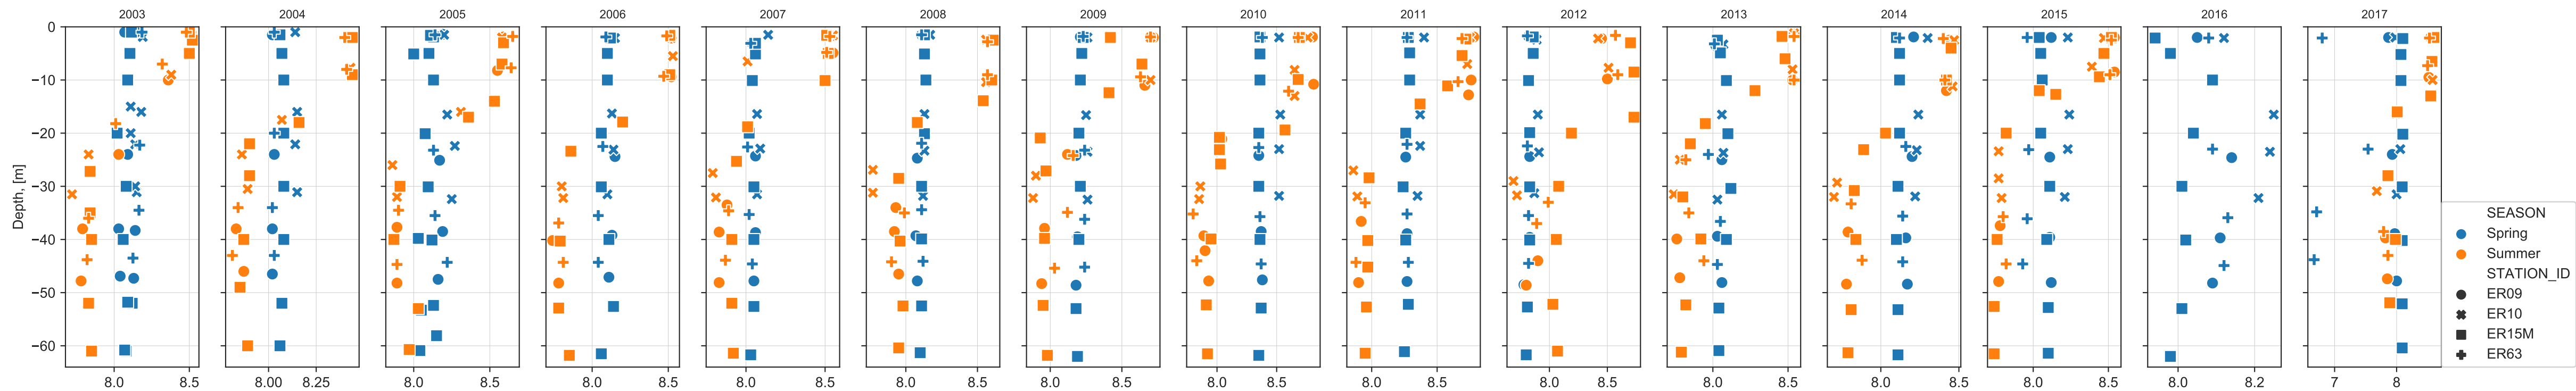 2003 2004 2005 2006 2007 2008 2009 2010 2011 2012 2013 2014 2015 2016 2017
Depth, [m]
0
−10
−20
−30
−40
−50
−60
8.0 8.5 8.00 8.25 8.0 8.5 8.0 8.5 8.0 8.5 8.0 8.5 8.0 8.5 8.0 8.5 8.0 8.5 8.0 8.5 8.0 8.5 8.0 8.5 8.0 8.5 8.0 8.2 7 8
SEASON
Spring
Summer
STATION_ID
ER09
ER10
ER15M
ER63